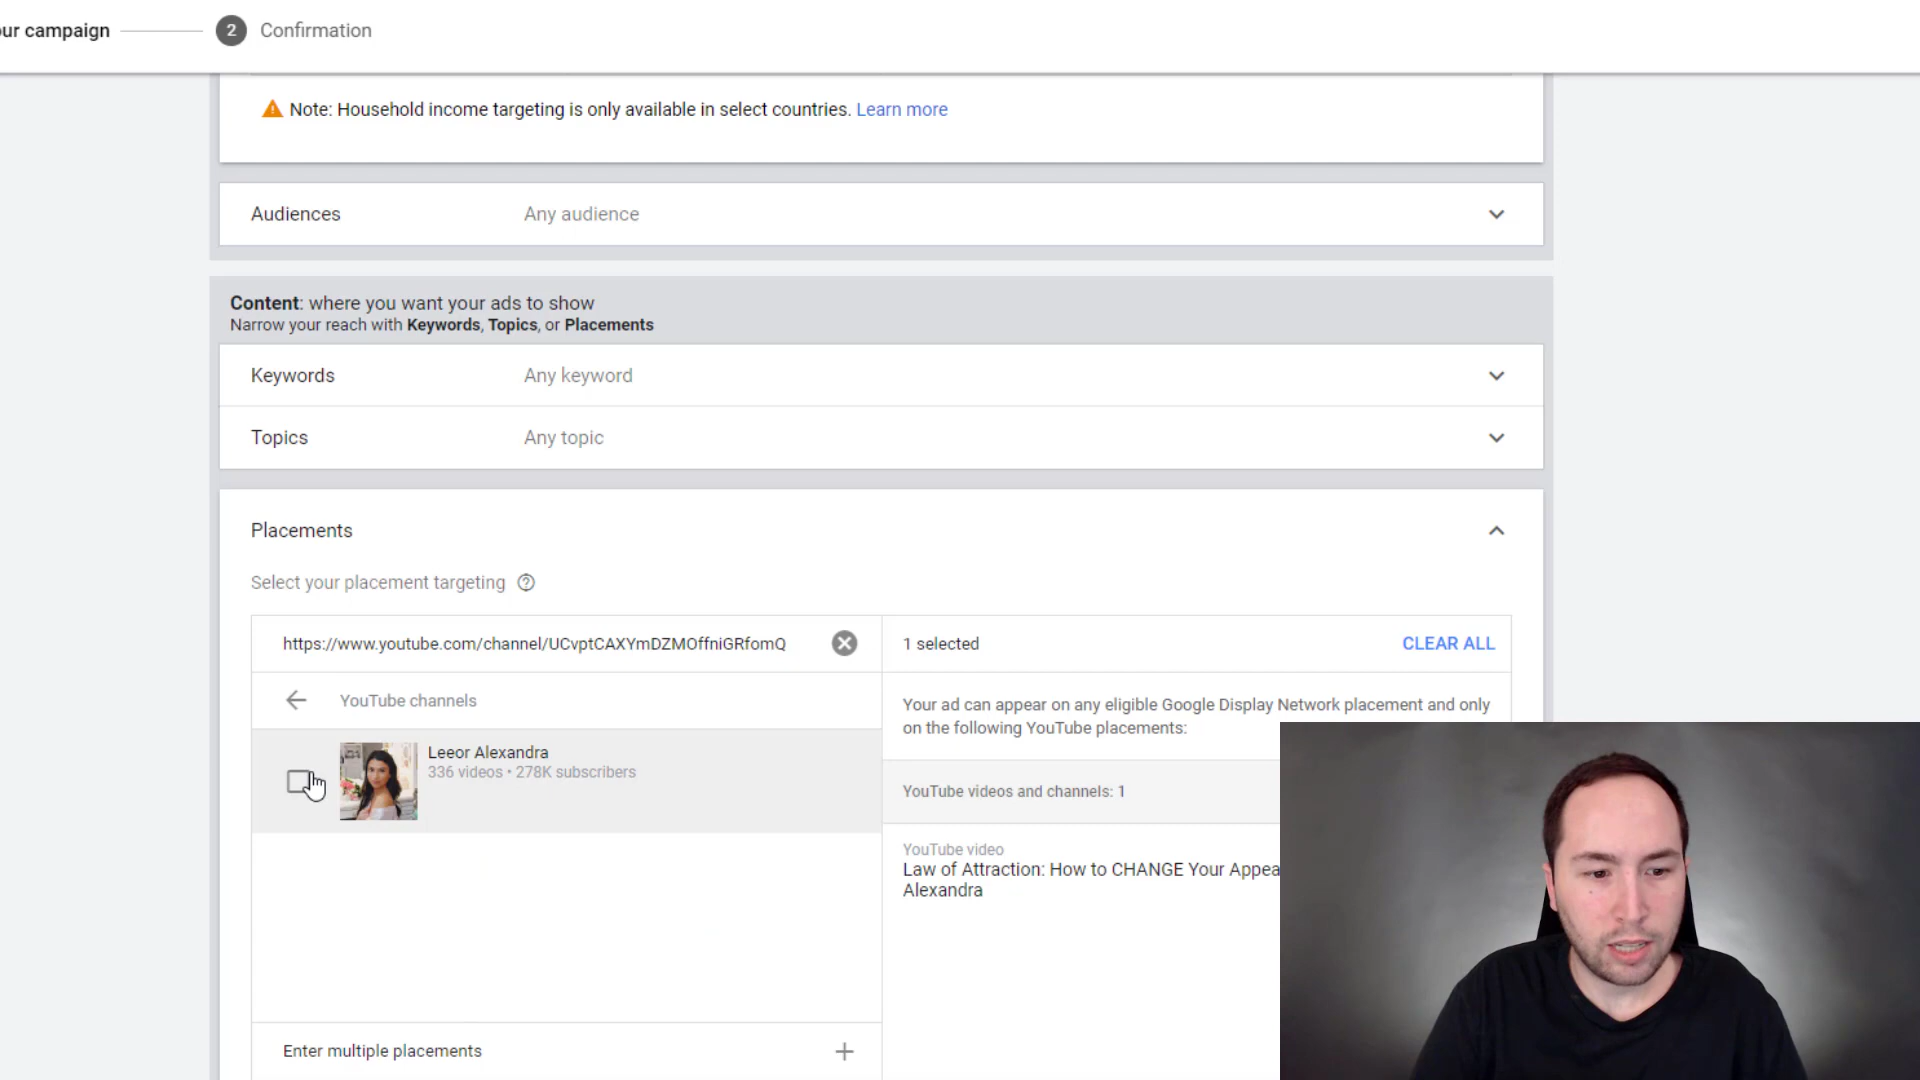 our campaign
2
Confirmation
Note: Household income targeting is only available in select countries. Learn more
Audiences
Any audience
Content: where you want your ads to show
Narrow your reach with Keywords, Topics, or Placements
Keywords
Any keyword
Topics
Any topic
Placements
Select your placement targeting
https://www.youtube.com/channel/UCvptCAXYmDZMOffniGRfomQ
1 selected
CLEAR ALL
YouTube channels
Your ad can appear on any eligible Google Display Network placement and only
on the following YouTube placements:
Leeor Alexandra
336 videos • 278K subscribers
YouTube videos and channels: 1
YouTube video
Law of Attraction: How to CHANGE Your Appea
Alexandra
Enter multiple placements